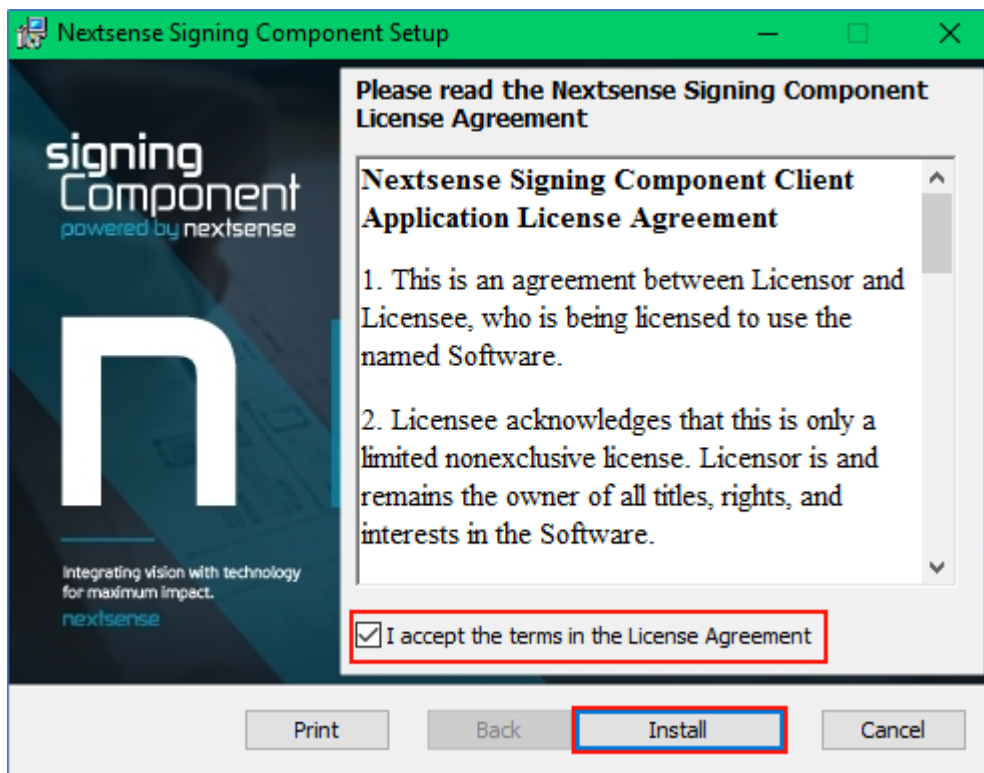 Nextsense Signing Component Setup
signing
Component
powered by nextsense
n
Integrating vision with technology
for maximum impact.
nextsense
Please read the Nextsense Signing Component
License Agreement
Nextsense Signing Component Client
Application License Agreement
1. This is an agreement between Licensor and
Licensee, who is being licensed to use the
named Software.
2. Licensee acknowledges that this is only a
limited nonexclusive license. Licensor is and
remains the owner of all titles, rights, and
interests in the Software.
I accept the terms in the License Agreement
Print
Back
Install
Cancel